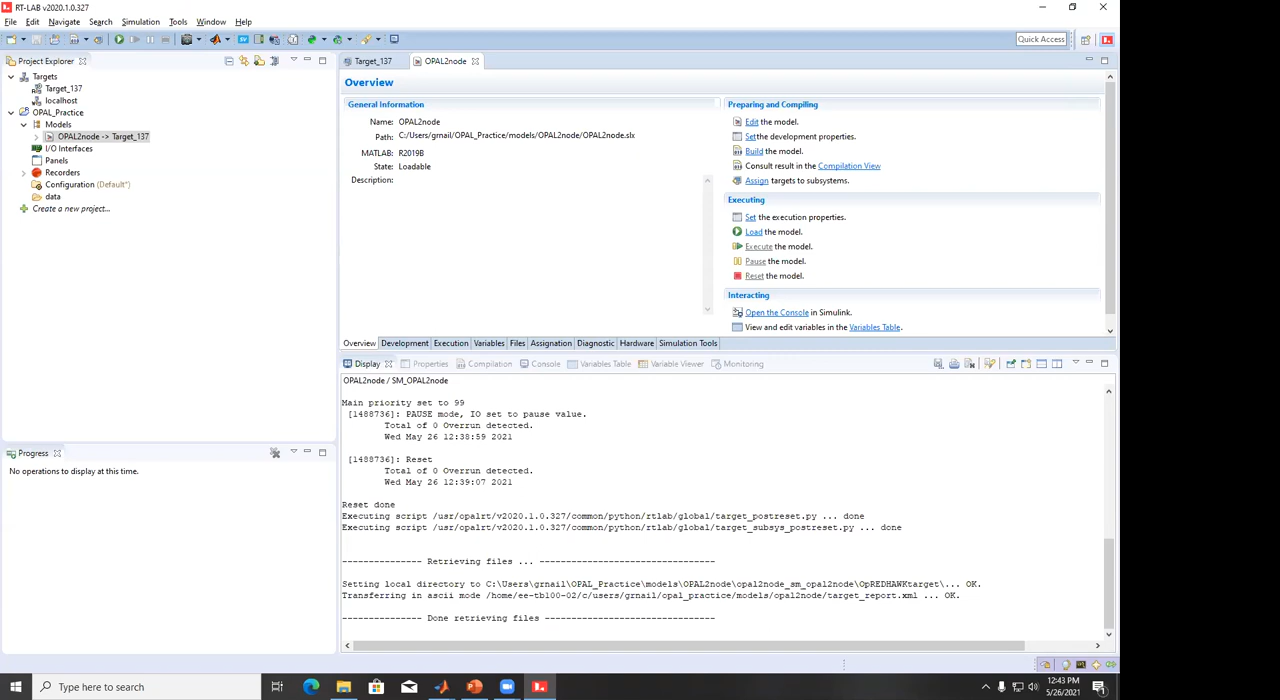 RT-LAB v2020.1.0.327
File Edit Navigate Search Simulation Tools Window Help
Quick Access
Project Explorer
Targets
Target_137
localhost
OPAL_Practice
Models
OPAL2node -> Target_137
I/O Interfaces
Panels
Recorders
Configuration (Default*)
data
Create a new project...
Target_137 OPAL2node
Overview
General Information
Name: OPAL2node
Path: C:/Users/grnail/OPAL_Practice/models/OPAL2node/OPAL2node.slx
MATLAB: R2019B
State: Loadable
Description:
Preparing and Compiling
Edit the model.
Set the development properties.
Build the model.
Consult result in the Compilation View
Assign targets to subsystems.
Executing
Set the execution properties.
Load the model.
Execute the model.
Pause the model.
Reset the model.
Interacting
Open the Console in Simulink.
View and edit variables in the Variables Table.
Overview Development Execution Variables Files Assignation Diagnostic Hardware Simulation Tools
Display Properties Compilation Console Variables Table Variable Viewer Monitoring
OPAL2node / SM_OPAL2node
Main priority set to 99
[1488736]: PAUSE mode, IO set to pause value.
Total of 0 Overrun detected.
Wed May 26 12:38:59 2021
[1488736]: Reset
Total of 0 Overrun detected.
Wed May 26 12:39:07 2021
Reset done
Executing script /usr/opalrt/v2020.1.0.327/common/python/rtlab/global/target_postreset.py ... done
Executing script /usr/opalrt/v2020.1.0.327/common/python/rtlab/global/target_subsys_postreset.py ... done
--------------- Retrieving files ... ---------------------------------
Setting local directory to C:\Users\grnail\OPAL_Practice\models\OPAL2node\opal2node_sm_opal2node\OpREDHAWKtarget\... OK.
Transferring in ascii mode /home/ee-tb100-02/c/users/grnail/opal_practice/models/opal2node/target_report.xml ... OK.
--------------- Done retrieving files --------------------------------
Progress
No operations to display at this time.
Type here to search
12:43 PM
5/26/2021